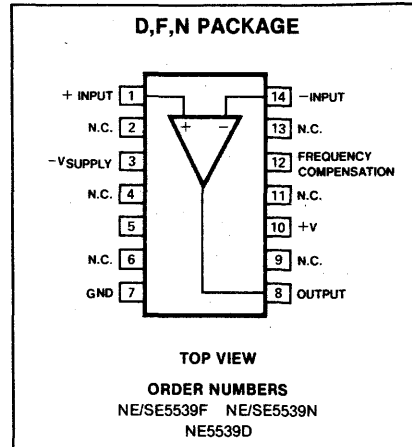 D,F,N PACKAGE
+ INPUT 1
N.C. 2
-VSUPPLY 3
N.C. 4
5
N.C. 6
GND 7
+ -
14 -INPUT
13 N.C.
12 FREQUENCY
COMPENSATION
11 N.C.
10 +V
9 N.C.
8 OUTPUT
TOP VIEW
ORDER NUMBERS
NE/SE5539F NE/SE5539N
NE5539D